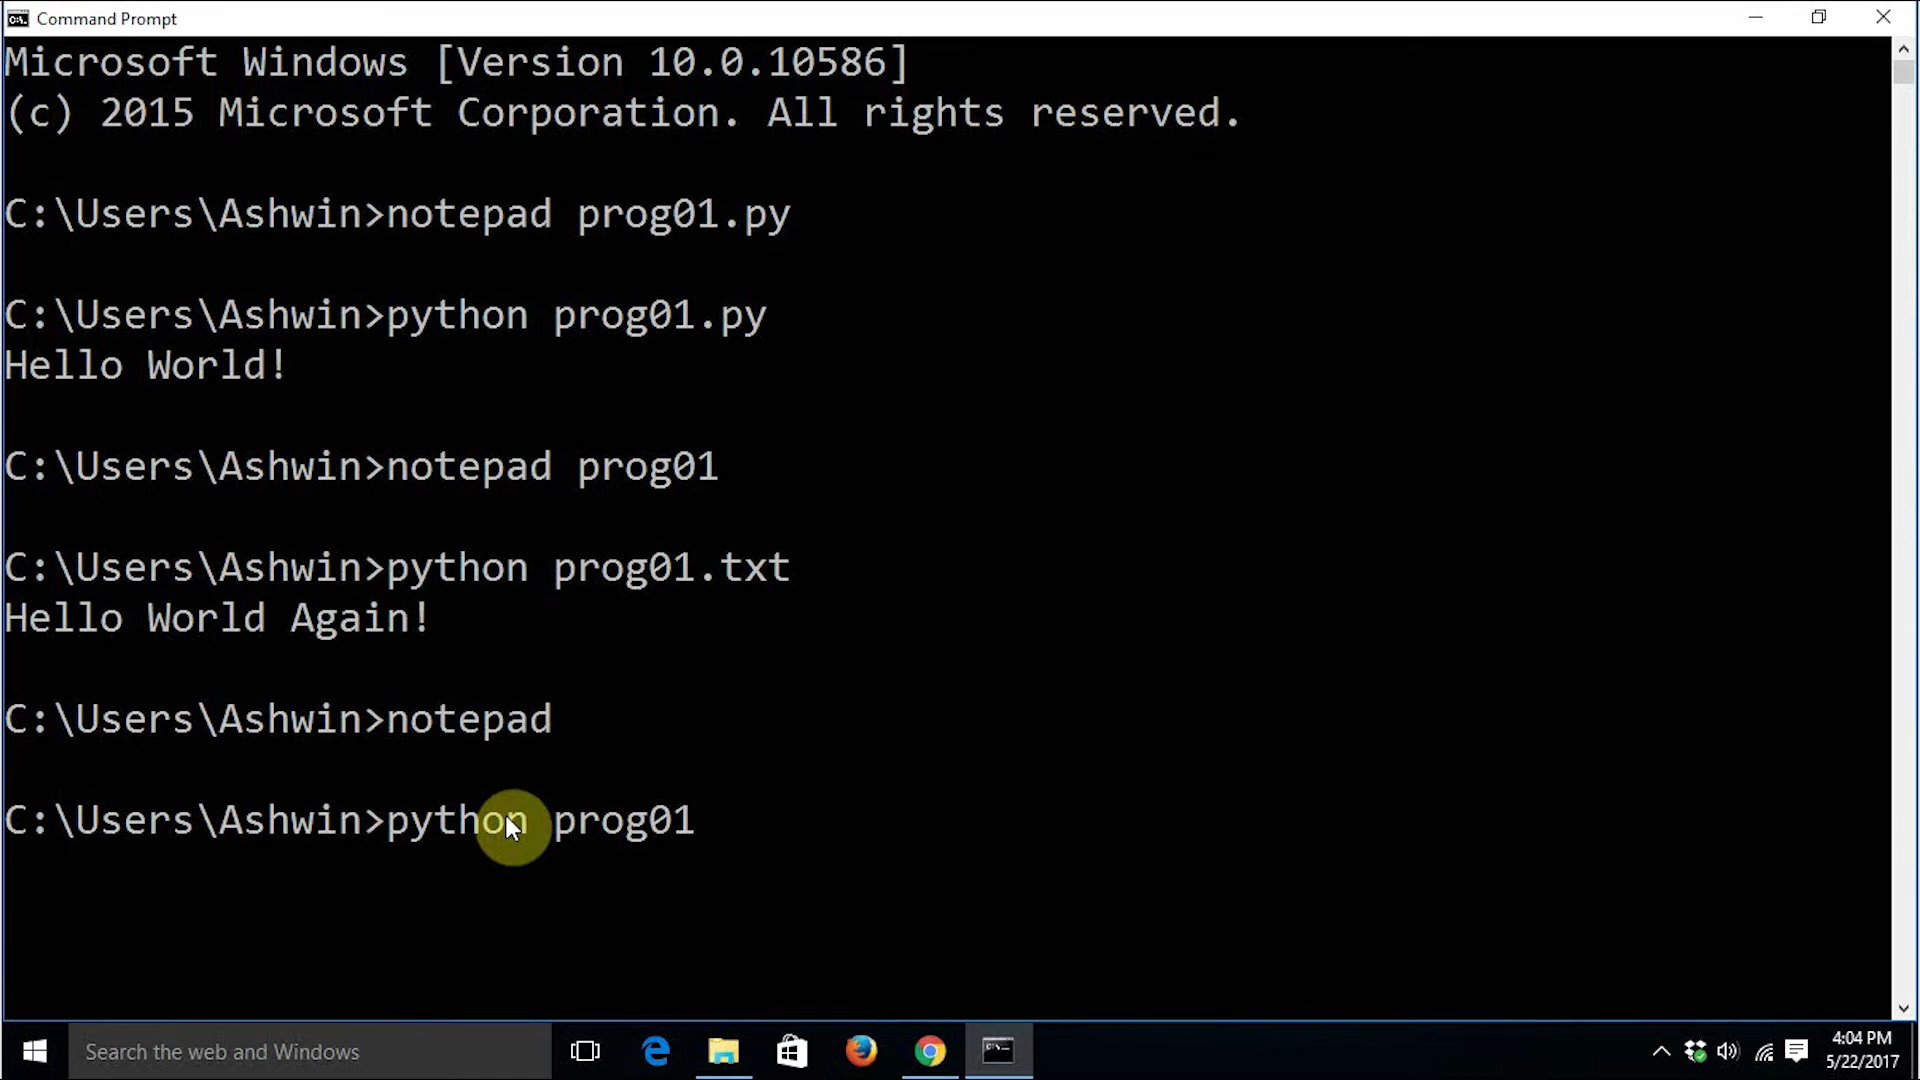 Command Prompt
Microsoft Windows [Version 10.0.10586]
(c) 2015 Microsoft Corporation. All rights reserved.
C:\Users\Ashwin>notepad prog01.py
C:\Users\Ashwin>python prog01.py
Hello World!
C:\Users\Ashwin>notepad prog01
C:\Users\Ashwin>python prog01.txt
Hello World Again!
C:\Users\Ashwin>notepad
C:\Users\Ashwin>python prog01
Search the web and Windows
4:04 PM
5/22/2017